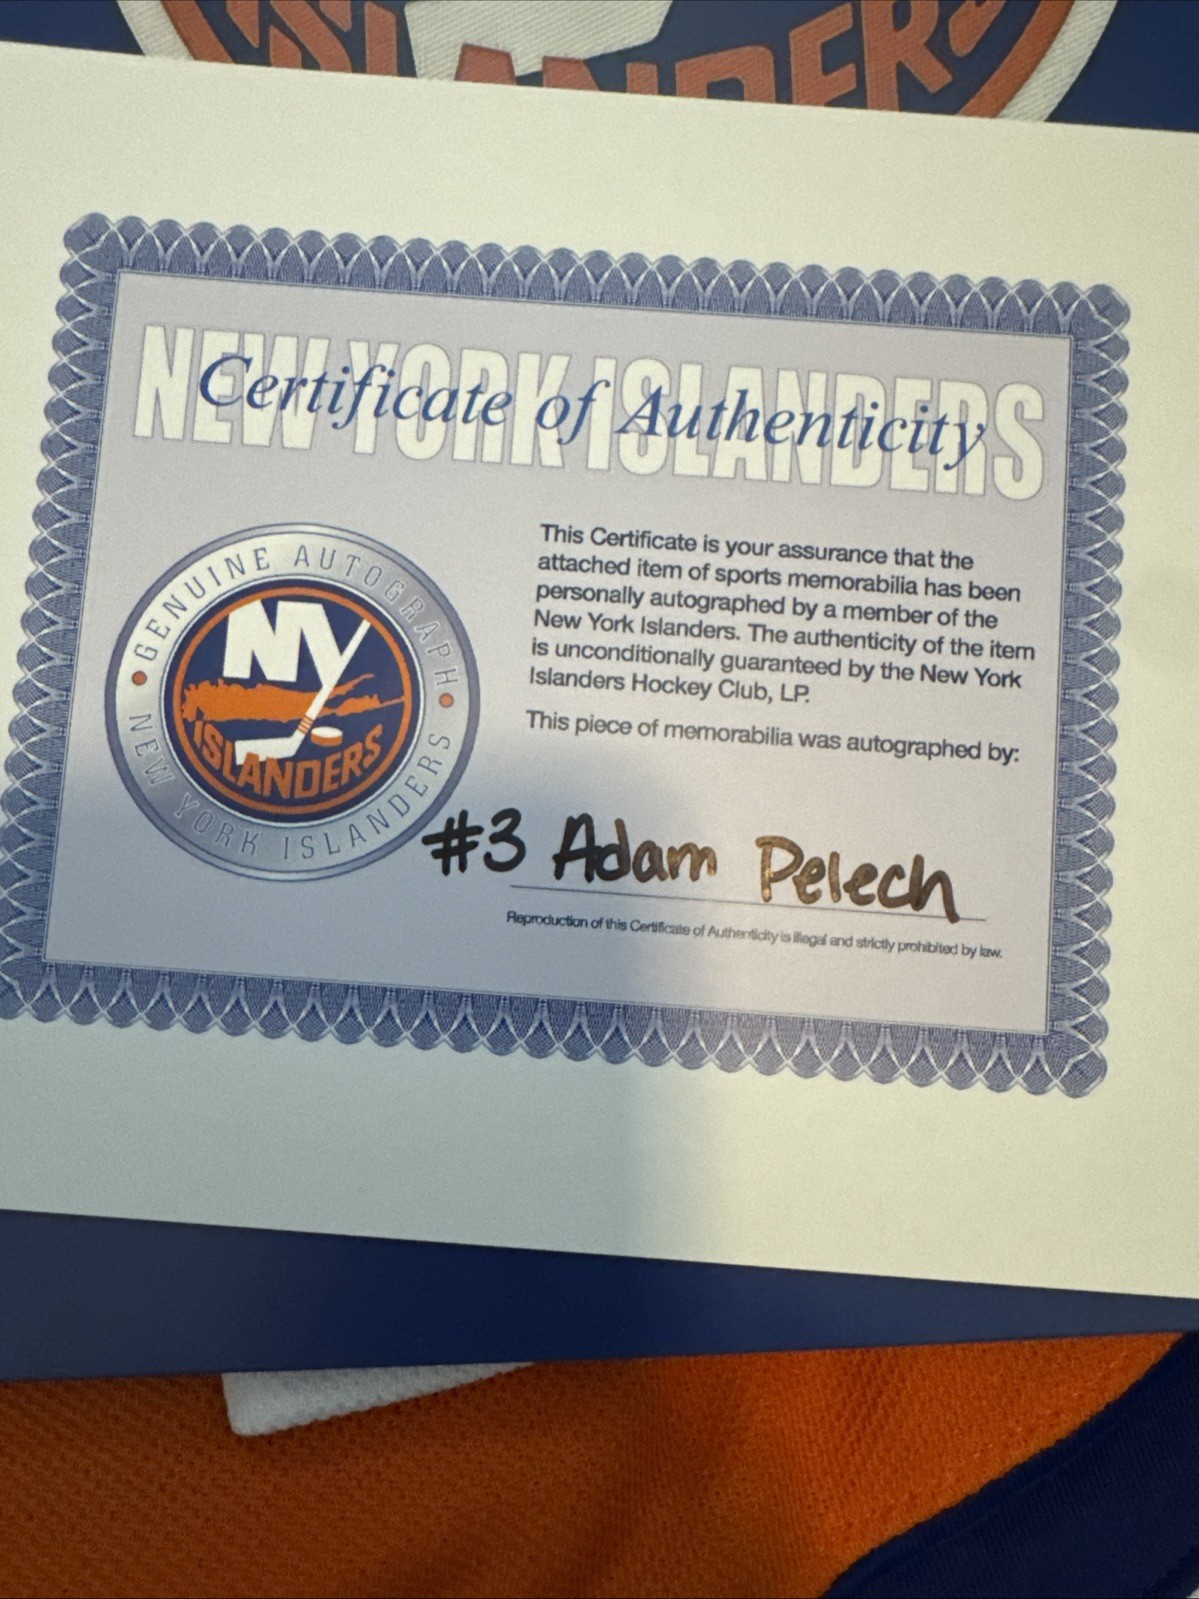 ISLANDERS
NEW YORK ISLANDERS
Certificate of Authenticity
GENUINE AUTOGRAPH
NY
ISLANDERS
NEW YORK ISLANDERS
This Certificate is your assurance that the
attached item of sports memorabilia has been
personally autographed by a member of the
New York Islanders. The authenticity of the item
is unconditionally guaranteed by the New York
Islanders Hockey Club, LP.
This piece of memorabilia was autographed by:
#3 Adam Pelech
Reproduction of this Certificate of Authenticity is illegal and strictly prohibited by law.